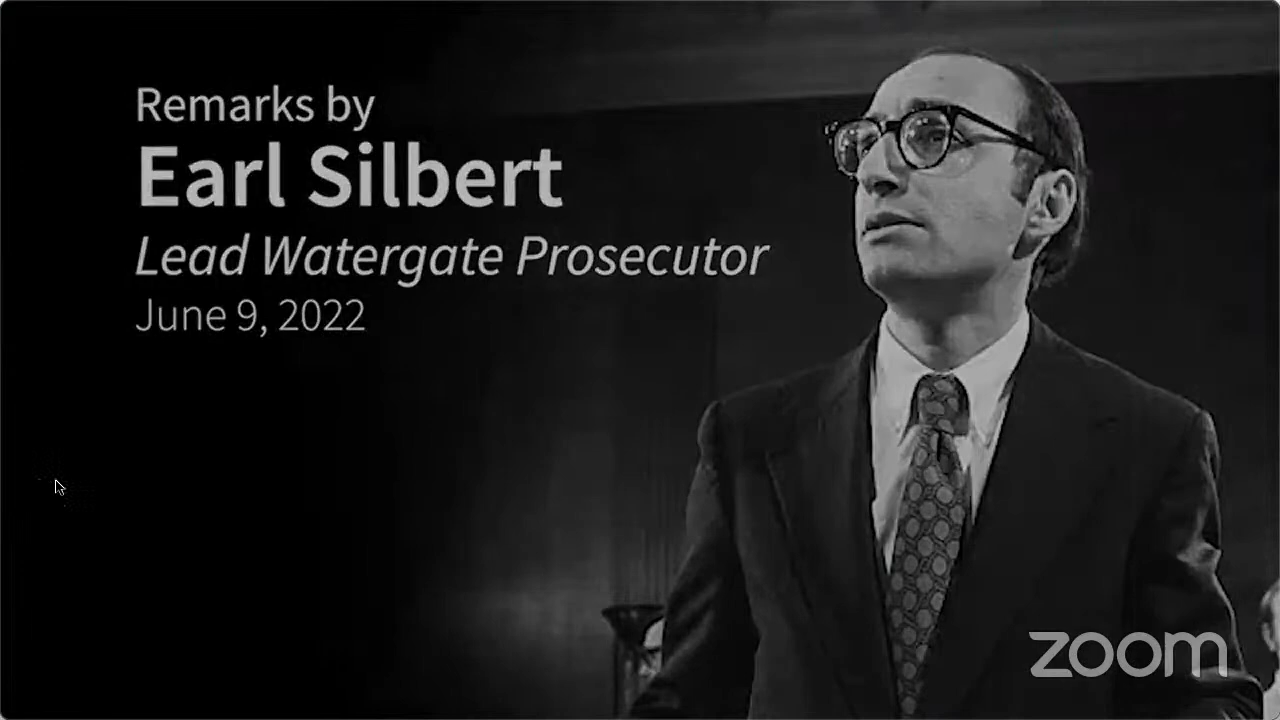 Remarks by
Earl Silbert
Lead Watergate Prosecutor
June 9, 2022
zoom